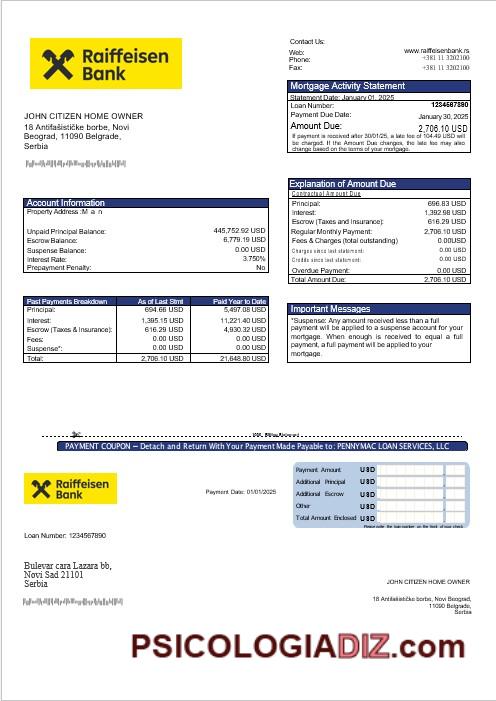 Raiffeisen
Bank
JOHN CITIZEN HOME OWNER
18 Antifašističke borbe, Novi
Beograd, 11090 Belgrade,
Serbia
Contact Us:
Web: www.raiffeisenbank.rs
Phone: +381 11 3202100
Fax: +381 11 3202100
Mortgage Activity Statement
Statement Date: January 01, 2025
Loan Number: 1234567890
Payment Due Date: January 30, 2025
Amount Due: 2,706.10 USD
If payment is received after 30/01/25, a late fee of 104.49 USD will
be charged. If the Amount Due changes, the late fee may also
change based on the terms of your mortgage.
Account Information
Property Address: M a n
Unpaid Principal Balance: 445,752.92 USD
Escrow Balance: 6,779.19 USD
Suspense Balance: 0.00 USD
Interest Rate: 3.750%
Prepayment Penalty: No
Explanation of Amount Due
Contractual Amount Due
Principal: 696.83 USD
Interest: 1,392.98 USD
Escrow (Taxes and Insurance): 616.29 USD
Regular Monthly Payment: 2,706.10 USD
Fees & Charges (total outstanding) 0.00USD
Charges since last statement: 0.00 USD
Credits since last statement: 0.00 USD
Overdue Payment: 0.00 USD
Total Amount Due: 2,706.10 USD
Past Payments Breakdown As of Last Stmt Paid Year to Date
Principal: 694.66 USD 5,497.08 USD
Interest: 1,395.15 USD 11,221.40 USD
Escrow (Taxes & Insurance): 616.29 USD 4,930.32 USD
Fees: 0.00 USD 0.00 USD
Suspense*: 0.00 USD 0.00 USD
Total: 2,706.10 USD 21,648.80 USD
Important Messages
*Suspense: Any amount received less than a full
payment will be applied to a suspense account for your
mortgage. When enough is received to equal a full
payment, a full payment will be applied to your
mortgage.
PAYMENT COUPON – Detach and Return With Your Payment Made Payable to: PENNYMAC LOAN SERVICES, LLC
Raiffeisen
Bank
Payment Date: 01/01/2025
Payment Amount USD
Additional Principal USD
Additional Escrow USD
Other USD
Total Amount Enclosed USD
Please write the loan number on the front of your check
Loan Number: 1234567890
Bulevar cara Lazara bb,
Novi Sad 21101
Serbia
JOHN CITIZEN HOME OWNER
18 Antifašističke borbe, Novi Beograd,
11090 Belgrade,
Serbia
PSICOLOGIADIZ.com